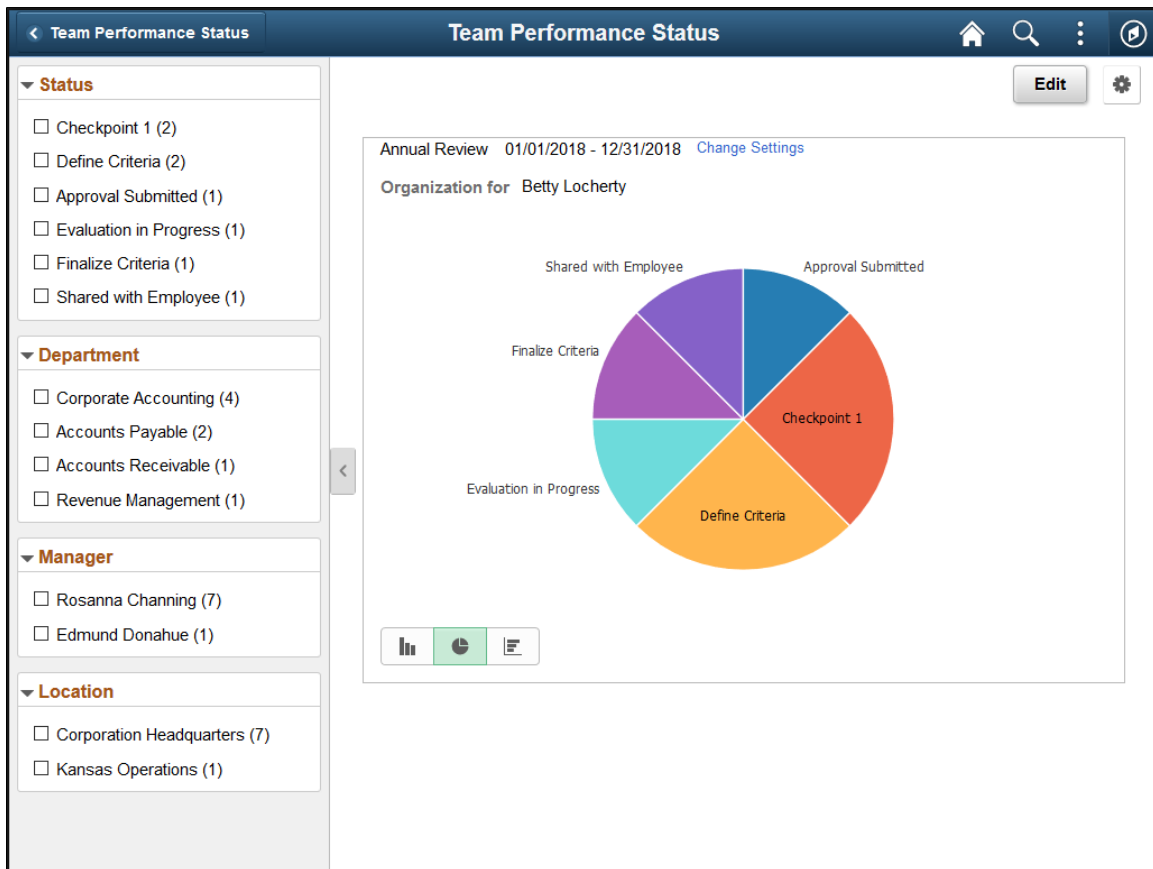 Team Performance Status
Team Performance Status
Status
Checkpoint 1 (2)
Define Criteria (2)
Approval Submitted (1)
Evaluation in Progress (1)
Finalize Criteria (1)
Shared with Employee (1)
Department
Corporate Accounting (4)
Accounts Payable (2)
Accounts Receivable (1)
Revenue Management (1)
Manager
Rosanna Channing (7)
Edmund Donahue (1)
Location
Corporation Headquarters (7)
Kansas Operations (1)
Edit
Annual Review 01/01/2018 - 12/31/2018 Change Settings
Organization for Betty Locherty
Shared with Employee
Approval Submitted
Finalize Criteria
Checkpoint 1
Evaluation in Progress
Define Criteria